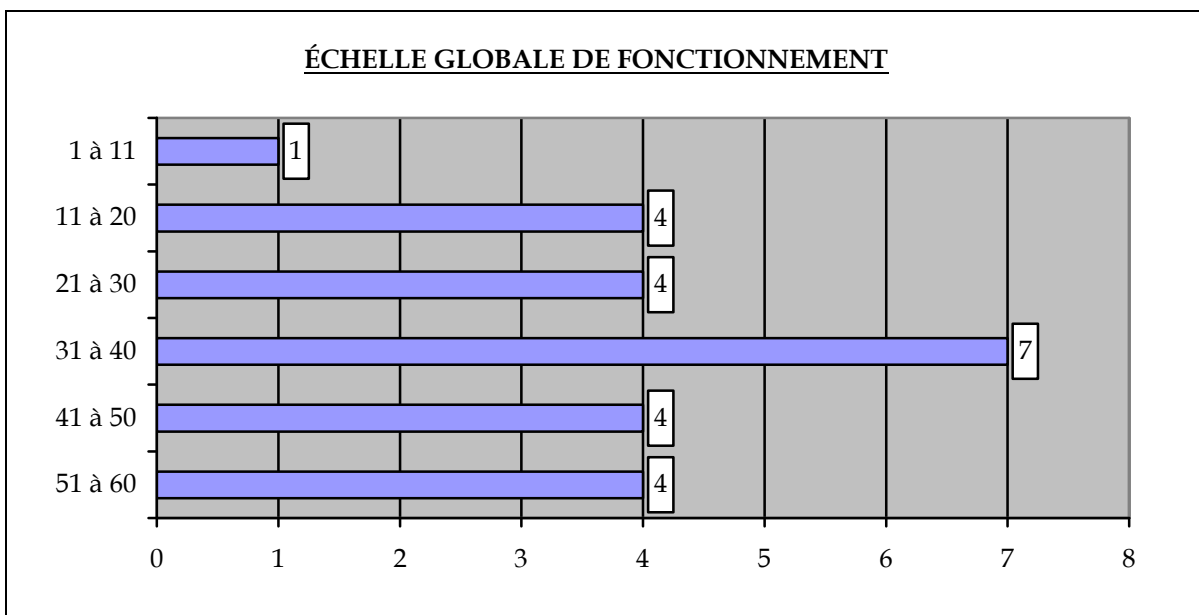 ÉCHELLE GLOBALE DE FONCTIONNEMENT
1 à 11 1
11 à 20 4
21 à 30 4
31 à 40 7
41 à 50 4
51 à 60 4
0 1 2 3 4 5 6 7 8